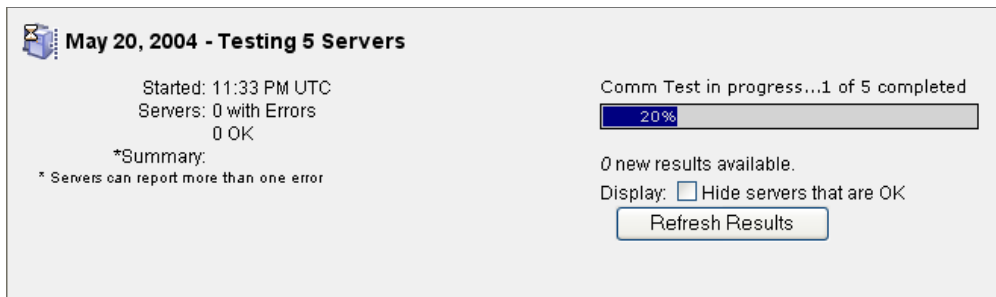 May 20, 2004 - Testing 5 Servers
Started: 11:33 PM UTC
Servers: 0 with Errors
0 OK
*Summary:
* Servers can report more than one error
Comm Test in progress...1 of 5 completed
20%
0 new results available.
Display: Hide servers that are OK
Refresh Results